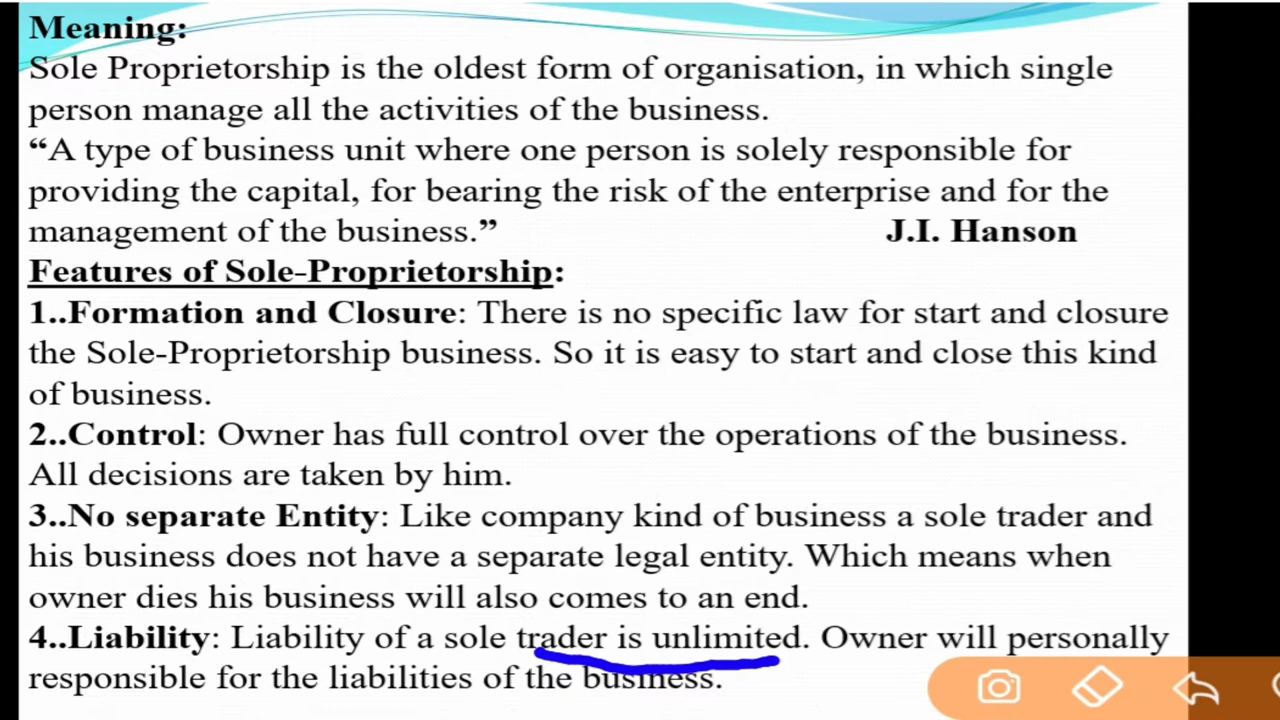 Meaning:
Sole Proprietorship is the oldest form of organisation, in which single
person manage all the activities of the business.
“A type of business unit where one person is solely responsible for
providing the capital, for bearing the risk of the enterprise and for the
management of the business.” J.I. Hanson
Features of Sole-Proprietorship:
1..Formation and Closure: There is no specific law for start and closure
the Sole-Proprietorship business. So it is easy to start and close this kind
of business.
2..Control: Owner has full control over the operations of the business.
All decisions are taken by him.
3..No separate Entity: Like company kind of business a sole trader and
his business does not have a separate legal entity. Which means when
owner dies his business will also comes to an end.
4..Liability: Liability of a sole trader is unlimited. Owner will personally
responsible for the liabilities of the business.